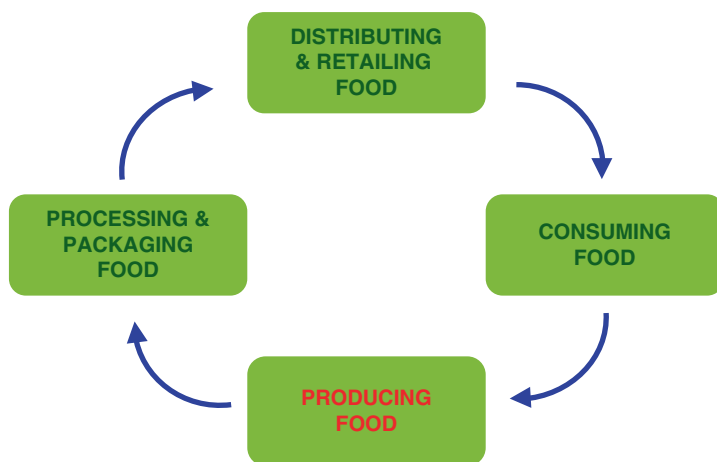 DISTRIBUTING
& RETAILING
FOOD
PROCESSING &
PACKAGING
FOOD
CONSUMING
FOOD
PRODUCING
FOOD